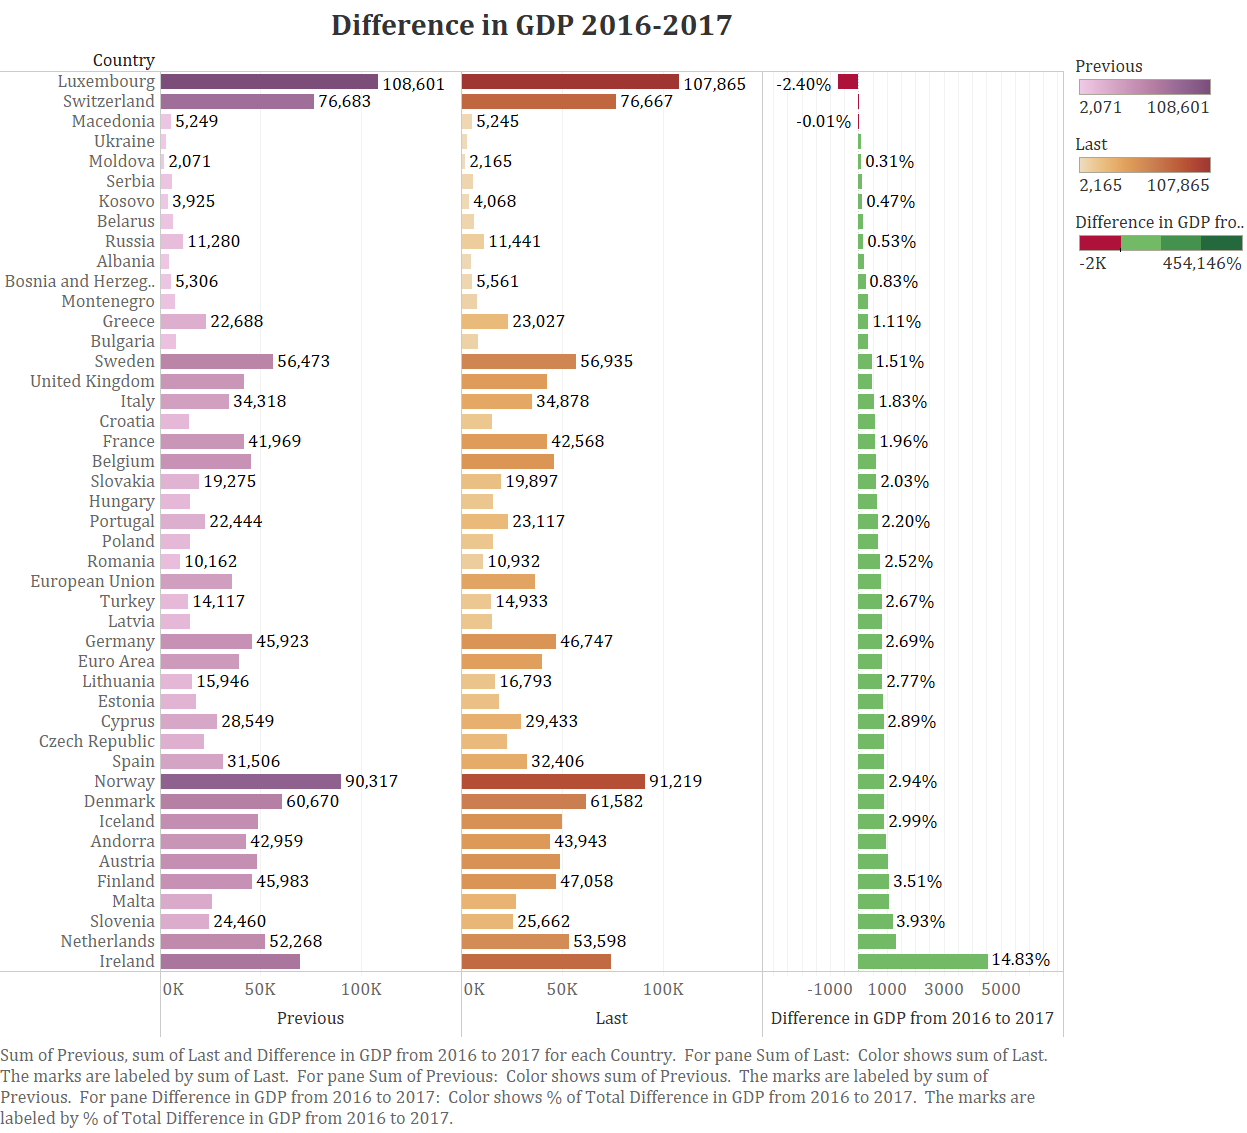 Difference in GDP 2016-2017
Country
Luxembourg 108,601 107,865 -2.40%
Switzerland 76,683 76,667
Macedonia 5,249 5,245 -0.01%
Ukraine
Moldova 2,071 2,165 0.31%
Serbia
Kosovo 3,925 4,068 0.47%
Belarus
Russia 11,280 11,441 0.53%
Albania
Bosnia and Herzeg.. 5,306 5,561 0.83%
Montenegro
Greece 22,688 23,027 1.11%
Bulgaria
Sweden 56,473 56,935 1.51%
United Kingdom
Italy 34,318 34,878 1.83%
Croatia
France 41,969 42,568 1.96%
Belgium
Slovakia 19,275 19,897 2.03%
Hungary
Portugal 22,444 23,117 2.20%
Poland
Romania 10,162 10,932 2.52%
European Union
Turkey 14,117 14,933 2.67%
Latvia
Germany 45,923 46,747 2.69%
Euro Area
Lithuania 15,946 16,793 2.77%
Estonia
Cyprus 28,549 29,433 2.89%
Czech Republic
Spain 31,506 32,406
Norway 90,317 91,219 2.94%
Denmark 60,670 61,582
Iceland 2.99%
Andorra 42,959 43,943
Austria
Finland 45,983 47,058 3.51%
Malta
Slovenia 24,460 25,662 3.93%
Netherlands 52,268 53,598
Ireland 14.83%
0K 50K 100K 0K 50K 100K -1000 1000 3000 5000
Previous Last Difference in GDP from 2016 to 2017
Previous
2,071 108,601
Last
2,165 107,865
Difference in GDP fro..
-2K 454,146%
Sum of Previous, sum of Last and Difference in GDP from 2016 to 2017 for each Country. For pane Sum of Last: Color shows sum of Last.
The marks are labeled by sum of Last. For pane Sum of Previous: Color shows sum of Previous. The marks are labeled by sum of
Previous. For pane Difference in GDP from 2016 to 2017: Color shows % of Total Difference in GDP from 2016 to 2017. The marks are
labeled by % of Total Difference in GDP from 2016 to 2017.